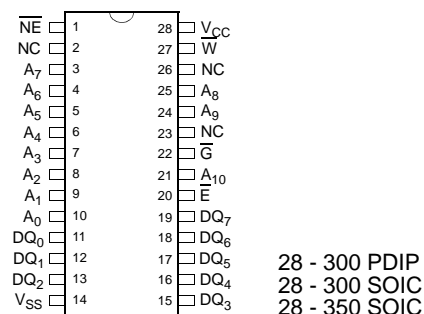 N̅E̅ 1 28 V_CC
NC 2 27 W̅
A₇ 3 26 NC
A₆ 4 25 A₈
A₅ 5 24 A₉
A₄ 6 23 NC
A₃ 7 22 G̅
A₂ 8 21 A₁₀
A₁ 9 20 E̅
A₀ 10 19 DQ₇
DQ₀ 11 18 DQ₆
DQ₁ 12 17 DQ₅
DQ₂ 13 16 DQ₄
V_SS 14 15 DQ₃
28 - 300 PDIP
28 - 300 SOIC
28 - 350 SOIC